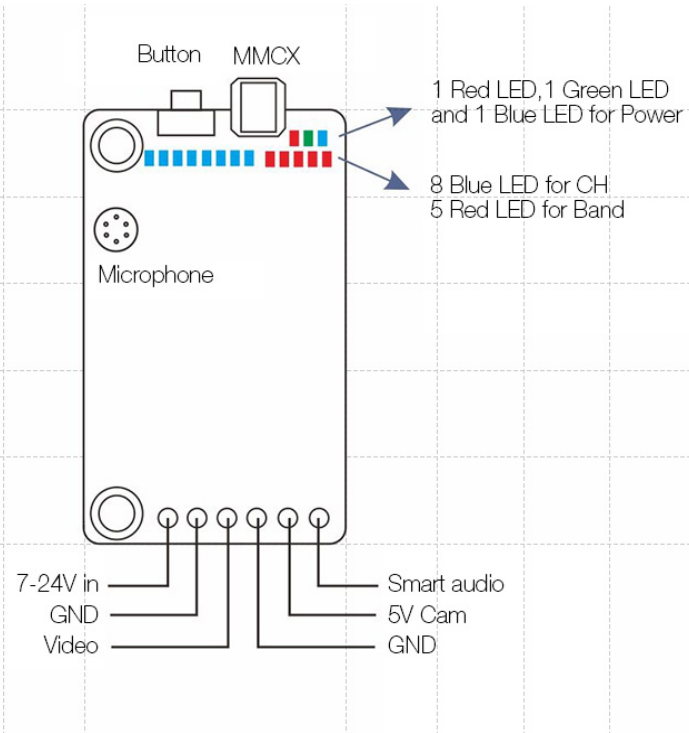 Button
MMCX
1 Red LED,1 Green LED
and 1 Blue LED for Power
8 Blue LED for CH
5 Red LED for Band
Microphone
7-24V in
GND
Video
Smart audio
5V Cam
GND